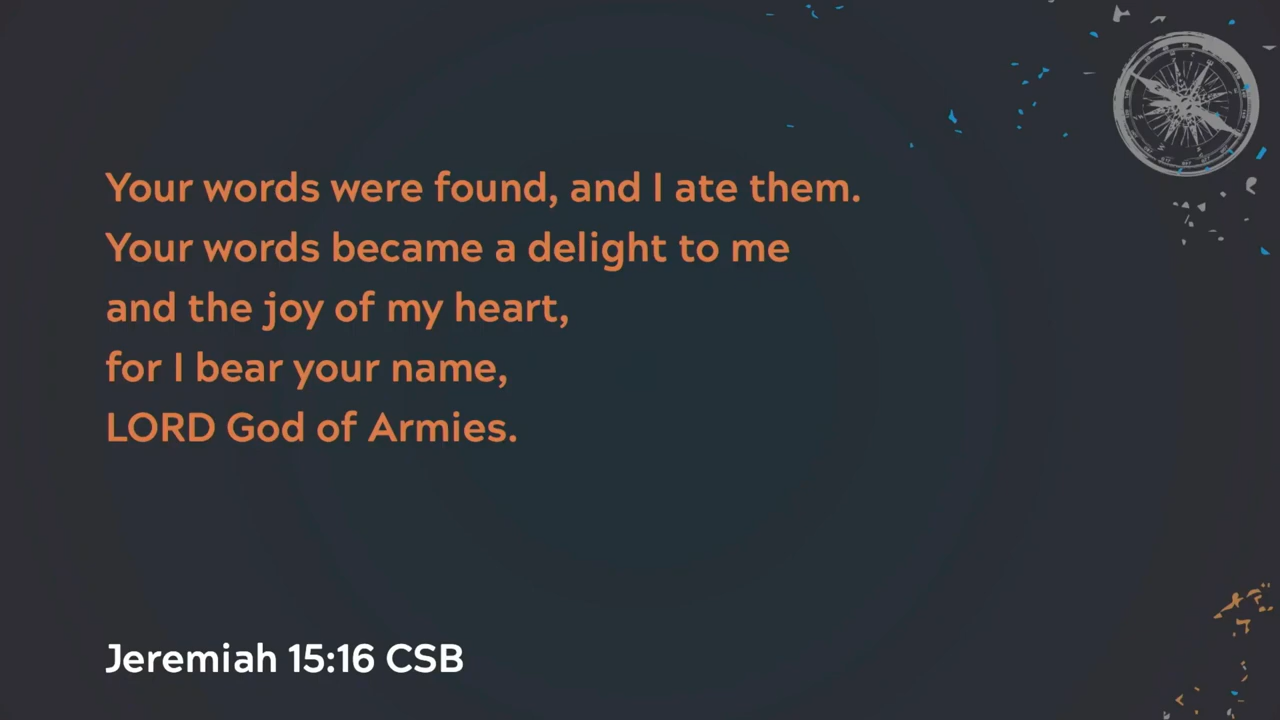 Your words were found, and I ate them.
Your words became a delight to me
and the joy of my heart,
for I bear your name,
LORD God of Armies.
Jeremiah 15:16 CSB